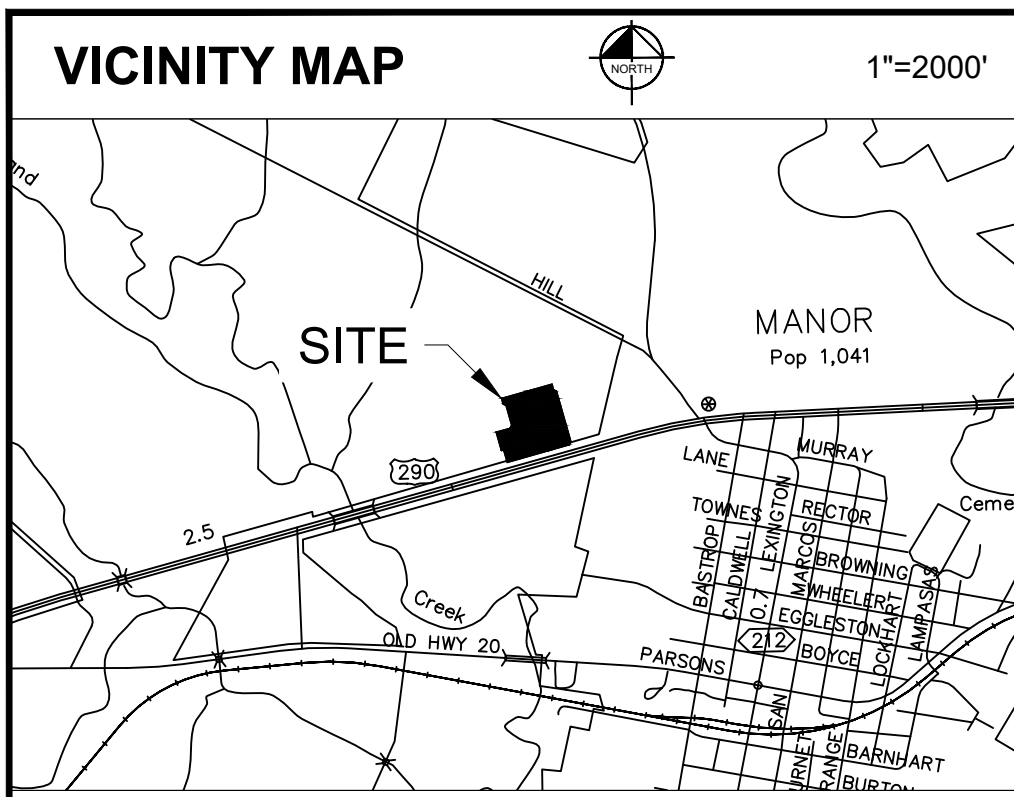 VICINITY MAP
NORTH
1"=2000'
HILL
MANOR
Pop 1,041
SITE
290
2.5
LANE
MURRAY
TOWNES
RECTOR
BASTROP
CALDWELL
LEXINGTON
0.7
MARCOS
BROWNING
WHEELER
EGGLESTON
LOCKHART
LAMPASAS
Creek
OLD HWY 20
212
BOYCE
PARSONS
SAN
BARNHART